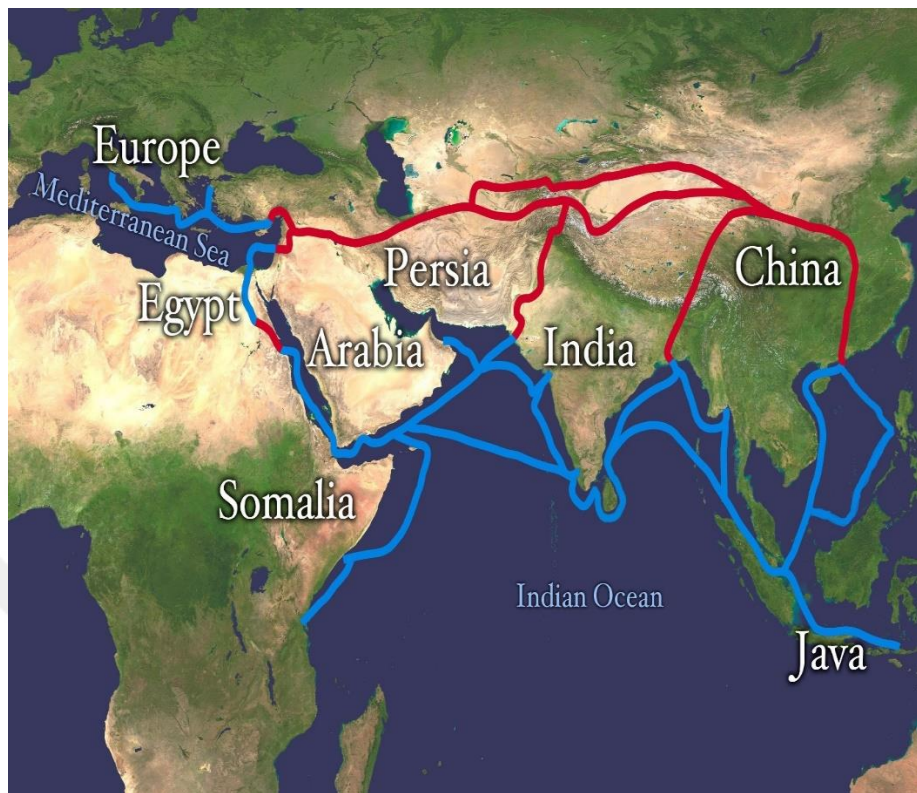 Europe
Mediterranean Sea
Egypt
Persia
China
Arabia
India
Somalia
Indian Ocean
Java